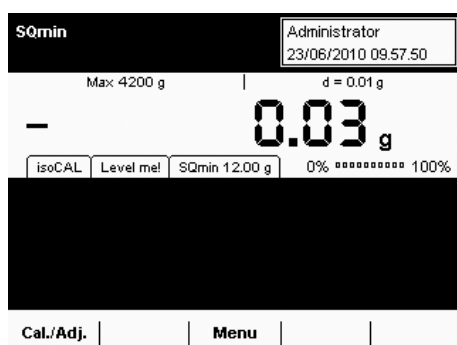 SQmin
Administrator
23/06/2010 09.57.50
Max 4200 g
d = 0.01 g
– 0.03 g
isoCAL Level me! SQmin 12.00 g 0% 100%
Cal./Adj. Menu